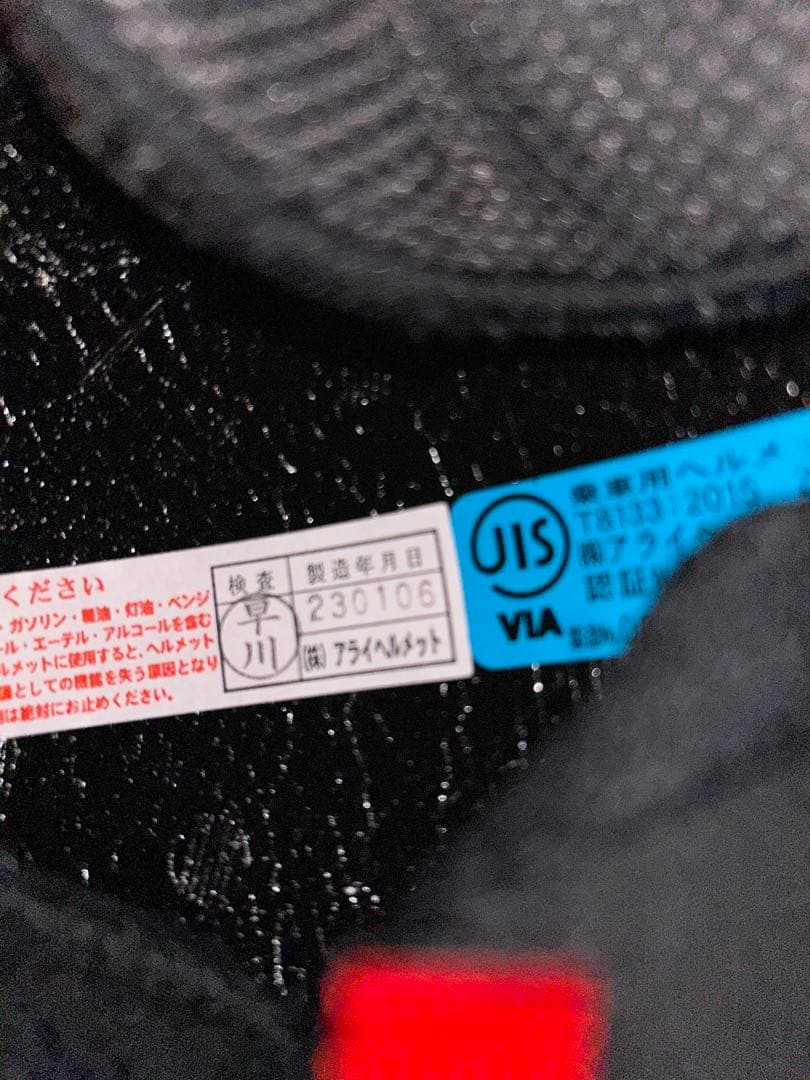 ください
・ガソリン・軽油・灯油・ベンジ
ール・エーテル・アルコールを含む
ルメットに使用すると、ヘルメット
護としての機能を失う原因となり
は絶対にお止めください。
検査 製造年月日
早川 230106
㈱ アライヘルメット
JIS
VIA
乗車用ヘルメ
T8133:2015
㈱アライ
認証